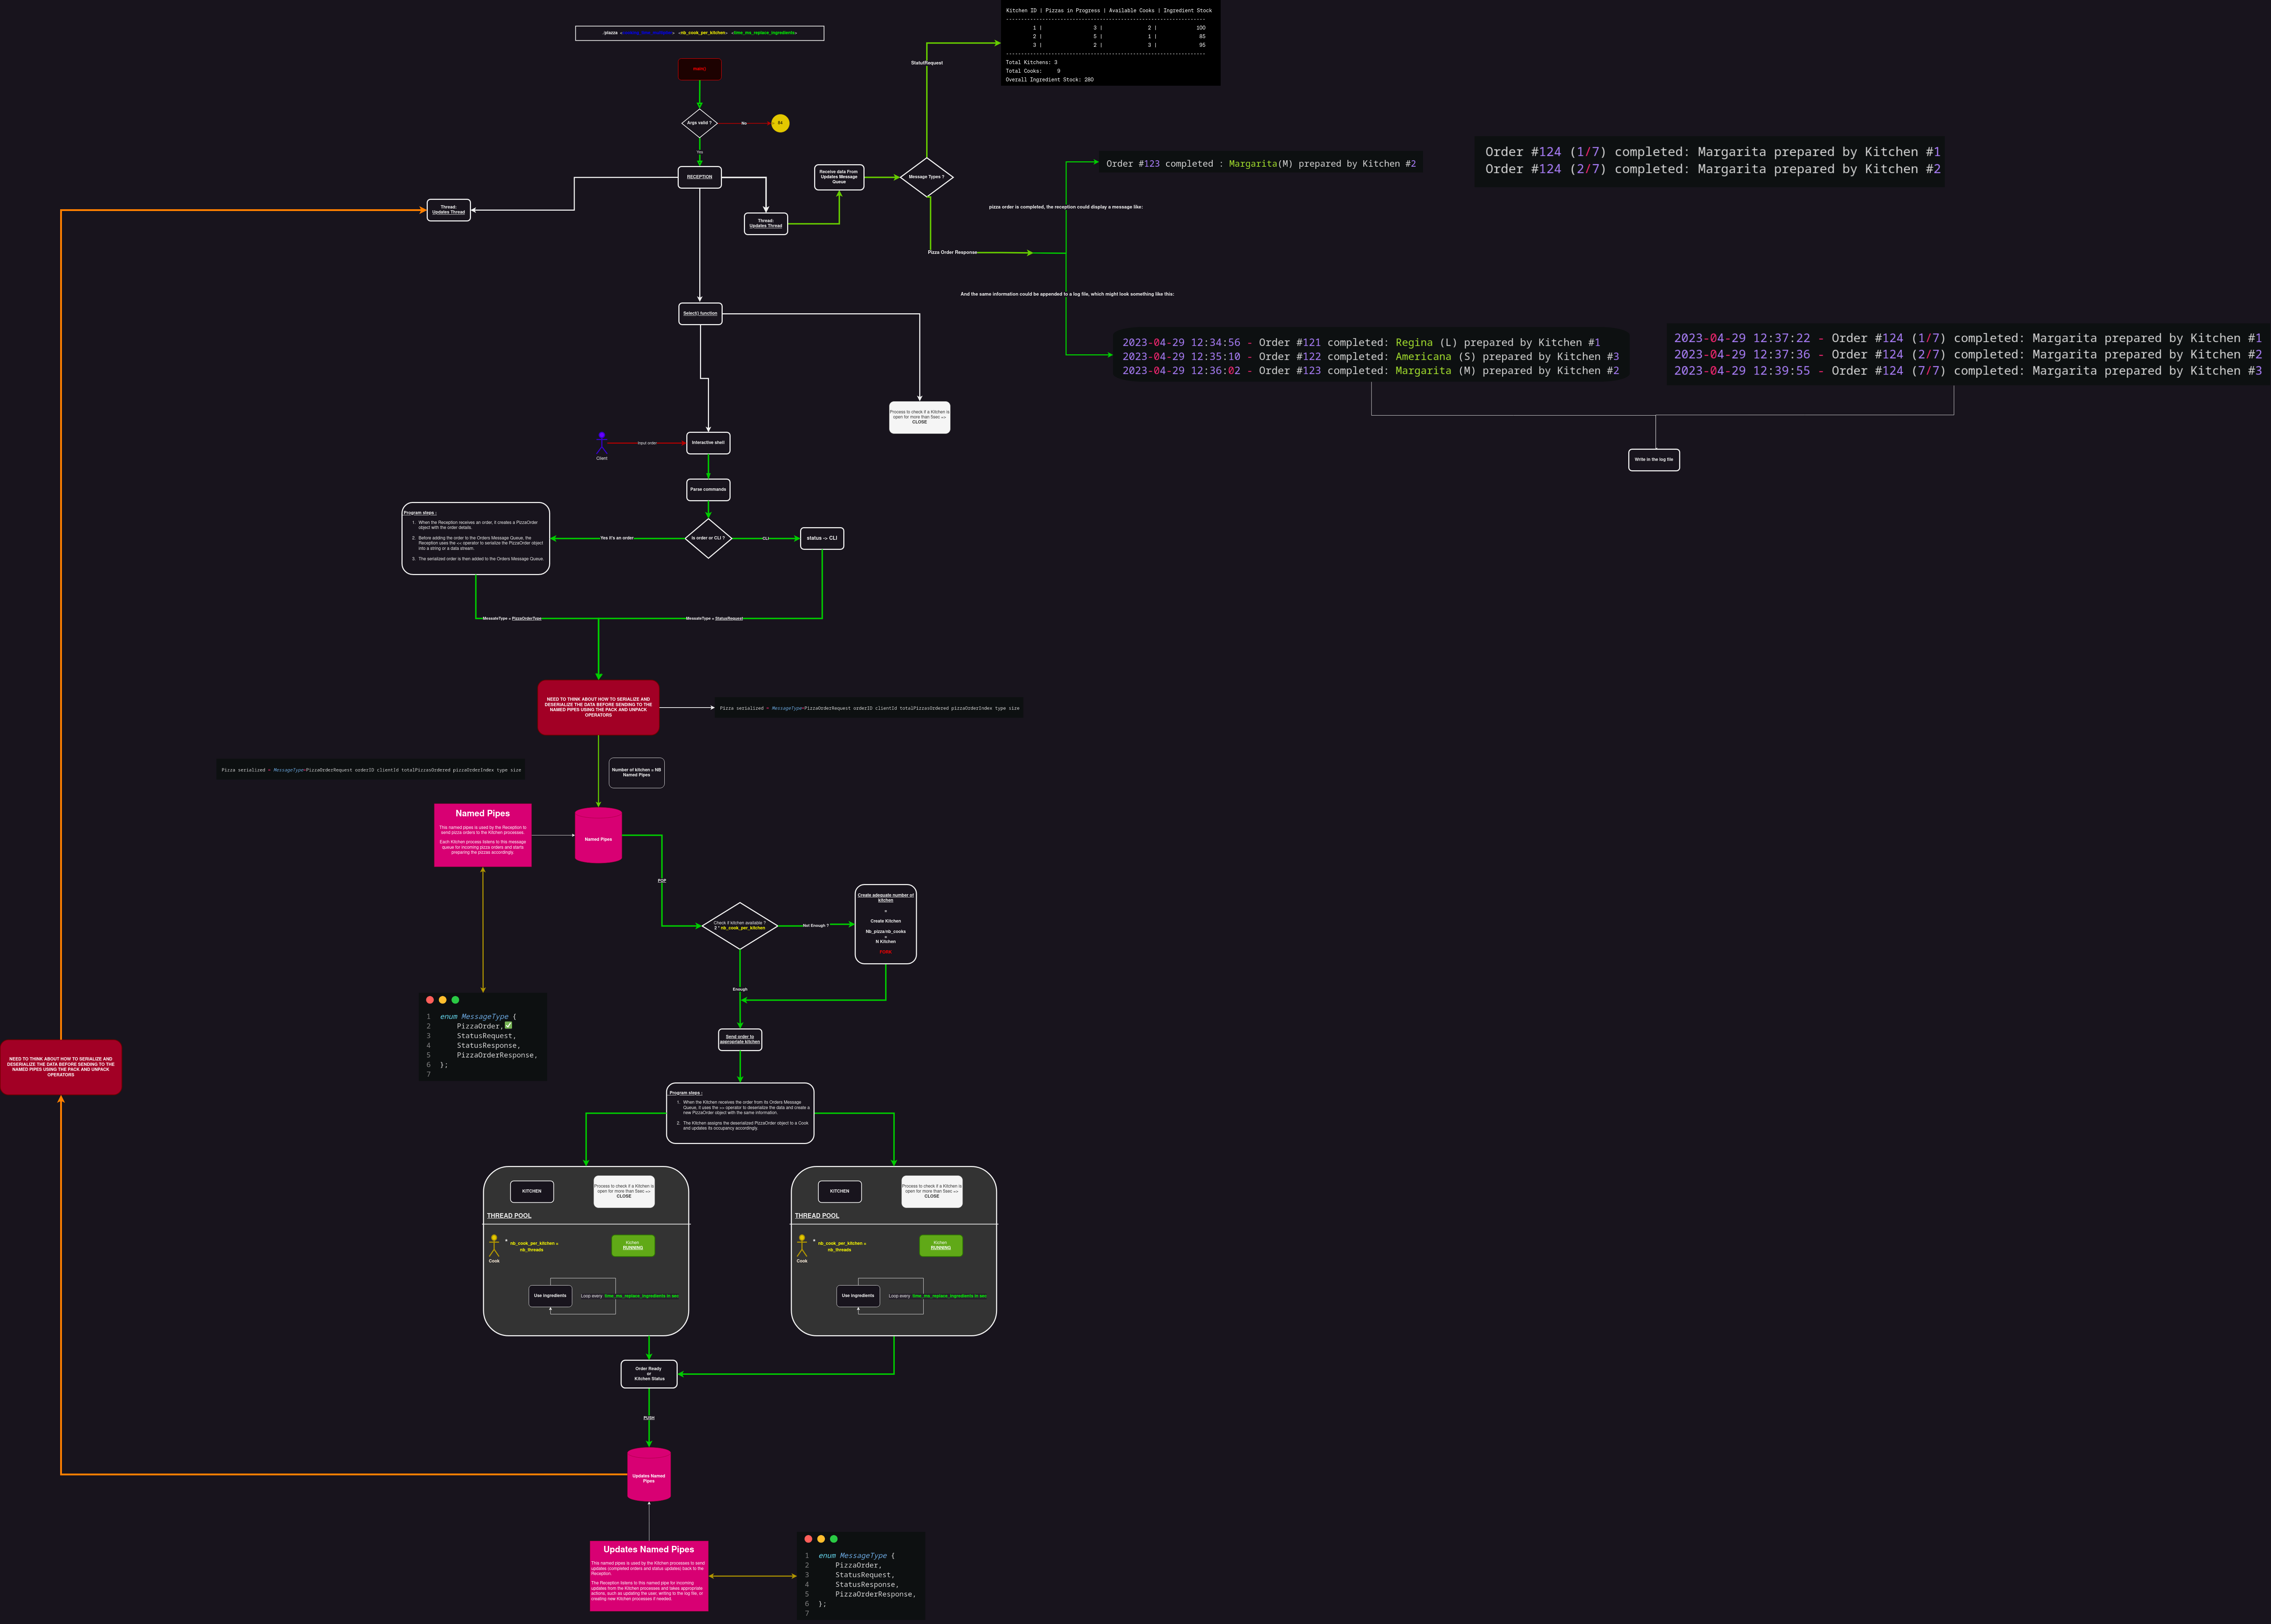 Kitchen ID | Pizzas in Progress | Available Cooks | Ingredient Stock
1 | 3 | 2 | 100
2 | 5 | 1 | 85
3 | 2 | 3 | 95
Total Kitchens: 3
Total Cooks: 9
Overall Ingredient Stock: 280
<nb_cook_per_kitchen> <time_ms_replace_ingredients>
main()
Args valid ?
No
84
Yes
RECEPTION
Thread:
Updates Thread
Thread:
Updates Thread
Receive data From
Updates Message
Queue
Message Types ?
StatutRequest
Pizza Order Response
Order #123 completed : Margarita(M) prepared by Kitchen #2
Order #124 (1/7) completed: Margarita prepared by Kitchen #1
Order #124 (2/7) completed: Margarita prepared by Kitchen #2
pizza order is completed, the reception could display a message like:
And the same information could be appended to a log file, which might look something like this:
2023-04-29 12:34:56 - Order #121 completed: Regina (L) prepared by Kitchen #1
2023-04-29 12:35:10 - Order #122 completed: Americana (S) prepared by Kitchen #3
2023-04-29 12:36:02 - Order #123 completed: Margarita (M) prepared by Kitchen #2
2023-04-29 12:37:22 - Order #124 (1/7) completed: Margarita prepared by Kitchen #1
2023-04-29 12:37:36 - Order #124 (2/7) completed: Margarita prepared by Kitchen #2
2023-04-29 12:39:55 - Order #124 (7/7) completed: Margarita prepared by Kitchen #3
Write in the log file
Select() function
Process to check if a Kitchen is
open for more than 5sec =>
CLOSE
Client
Input order
Interactive shell
Parse commands
Is order or CLI ?
Yes it's an order
CLI
status -> CLI
Program steps :
1. When the Reception receives an order, it creates a PizzaOrder
object with the order details.
2. Before adding the order to the Orders Message Queue, the
Reception uses the << operator to serialize the PizzaOrder object
into a string or a data stream.
3. The serialized order is then added to the Orders Message Queue.
MessateType = PizzaOrderType
MessateType = StatusRequest
NEED TO THINK ABOUT HOW TO SERIALIZE AND
DESERIALIZE THE DATA BEFORE SENDING TO THE
NAMED PIPES USING THE PACK AND UNPACK
OPERATORS
Pizza serialized = MessageType=PizzaOrderRequest orderID clientId totalPizzasOrdered pizzaOrderIndex type size
Number of kitchen = NB
Named Pipes
Pizza serialized = MessageType=PizzaOrderRequest orderID clientId totalPizzasOrdered pizzaOrderIndex type size
Named Pipes
This named pipes is used by the Reception to
send pizza orders to the Kitchen processes.
Each Kitchen process listens to this message
queue for incoming pizza orders and starts
preparing the pizzas accordingly.
Named Pipes
POP
Check if kitchen available ?
2 * nb_cook_per_kitchen
Not Enough ?
Create adequate number of
kitchen
=
Create Kitchen
Nb_pizza/nb_cooks
=
N Kitchen
FORK
Enough
Send order to
appropriate kitchen
1 enum MessageType {
2 PizzaOrder,✅
3 StatusRequest,
4 StatusResponse,
5 PizzaOrderResponse,
6 };
7
NEED TO THINK ABOUT HOW TO SERIALIZE AND
DESERIALIZE THE DATA BEFORE SENDING TO THE
NAMED PIPES USING THE PACK AND UNPACK
OPERATORS
Program steps :
1. When the Kitchen receives the order from its Orders Message
Queue, it uses the >> operator to deserialize the data and create a
new PizzaOrder object with the same information.
2. The Kitchen assigns the deserialized PizzaOrder object to a Cook
and updates its occupancy accordingly.
KITCHEN
Process to check if a Kitchen is
open for more than 5sec =>
CLOSE
THREAD POOL
* nb_cook_per_kitchen =
nb_threads
Cook
Kitchen
RUNNING
Use Ingredients
Loop every time_ms_replace_ingredients in sec
KITCHEN
Process to check if a Kitchen is
open for more than 5sec =>
CLOSE
THREAD POOL
* nb_cook_per_kitchen =
nb_threads
Cook
Kitchen
RUNNING
Use Ingredients
Loop every time_ms_replace_ingredients in sec
Order Ready
or
Kitchen Status
PUSH
Updates Named
Pipes
Updates Named Pipes
This named pipes is used by the Kitchen processes to send
updates (completed orders and status updates) back to the
Reception.
The Reception listens to this named pipe for incoming
updates from the Kitchen processes and takes appropriate
actions, such as updating the user, writing to the log file, or
creating new Kitchen processes if needed.
1 enum MessageType {
2 PizzaOrder,
3 StatusRequest,
4 StatusResponse,
5 PizzaOrderResponse,
6 };
7